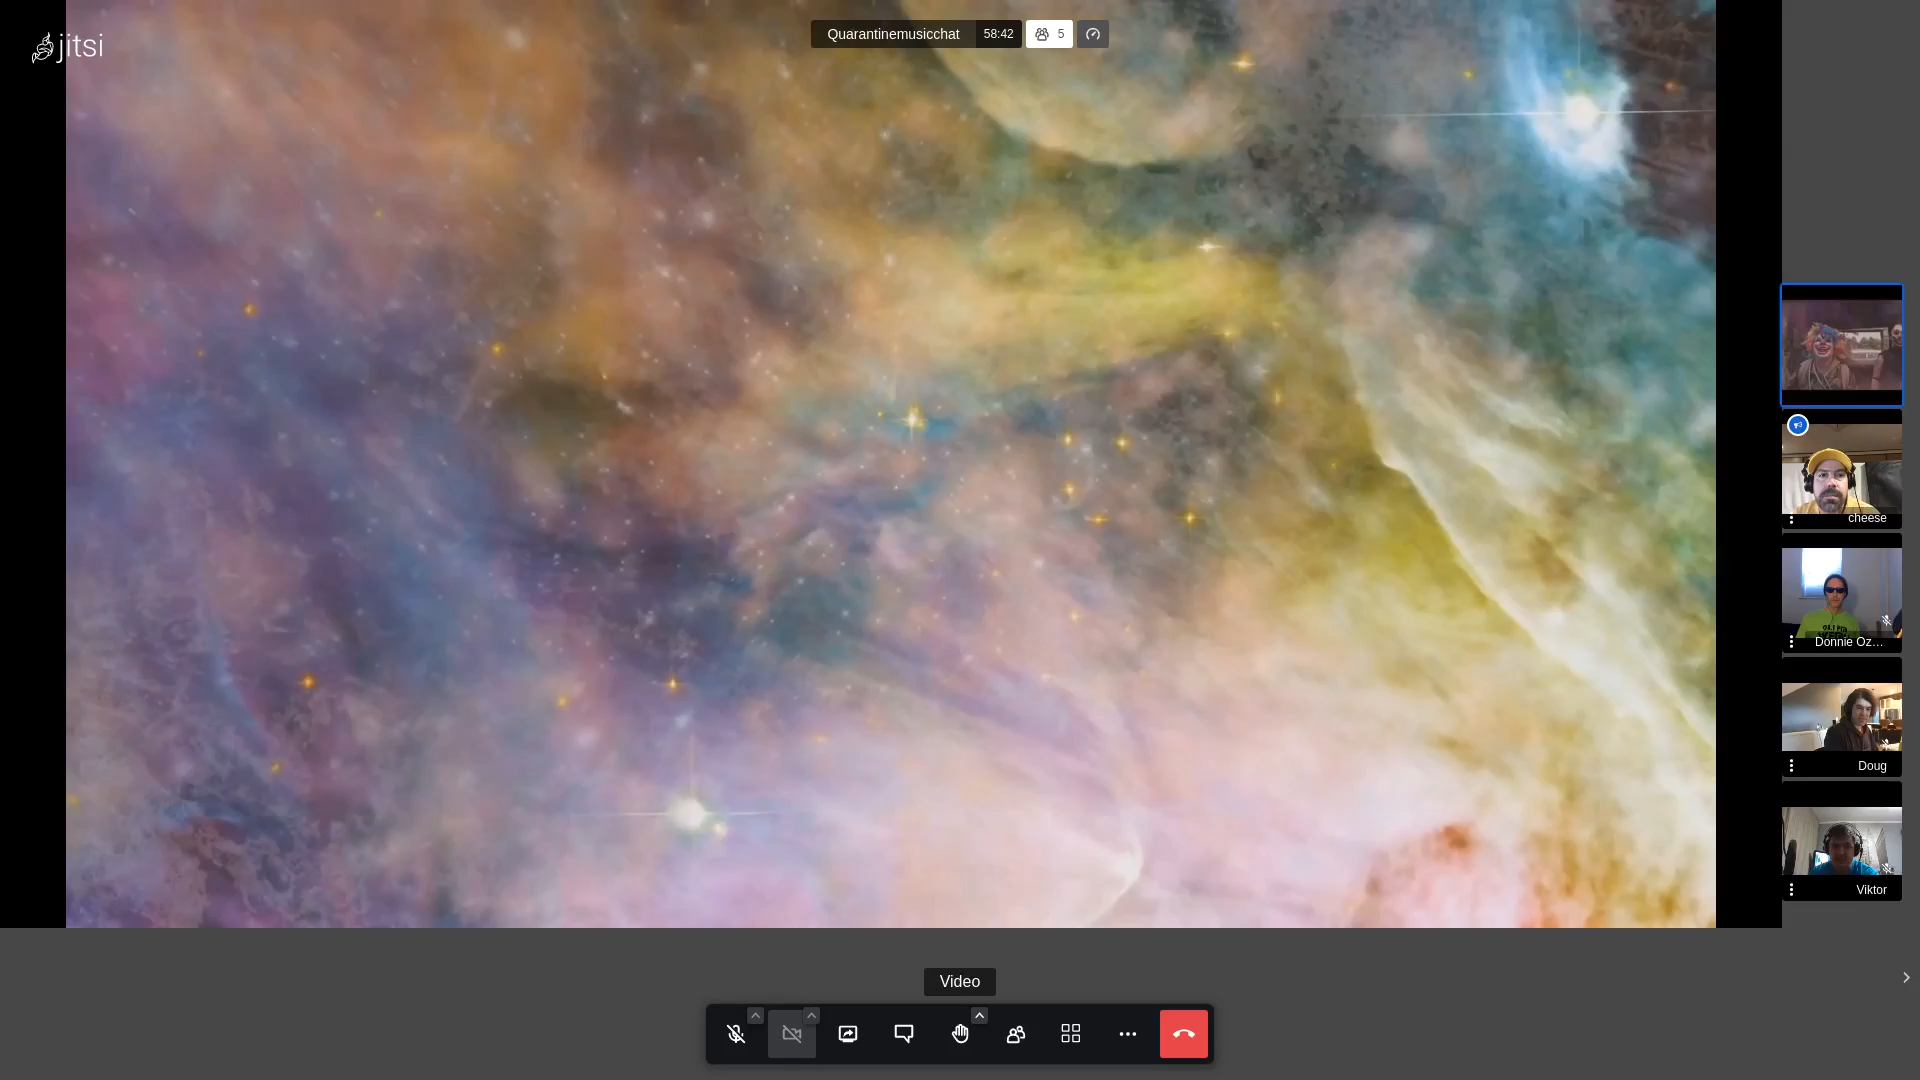 jitsi
Quarantinemusicchat 58:42 5
cheese
Donnie Oz...
Doug
Viktor
Video